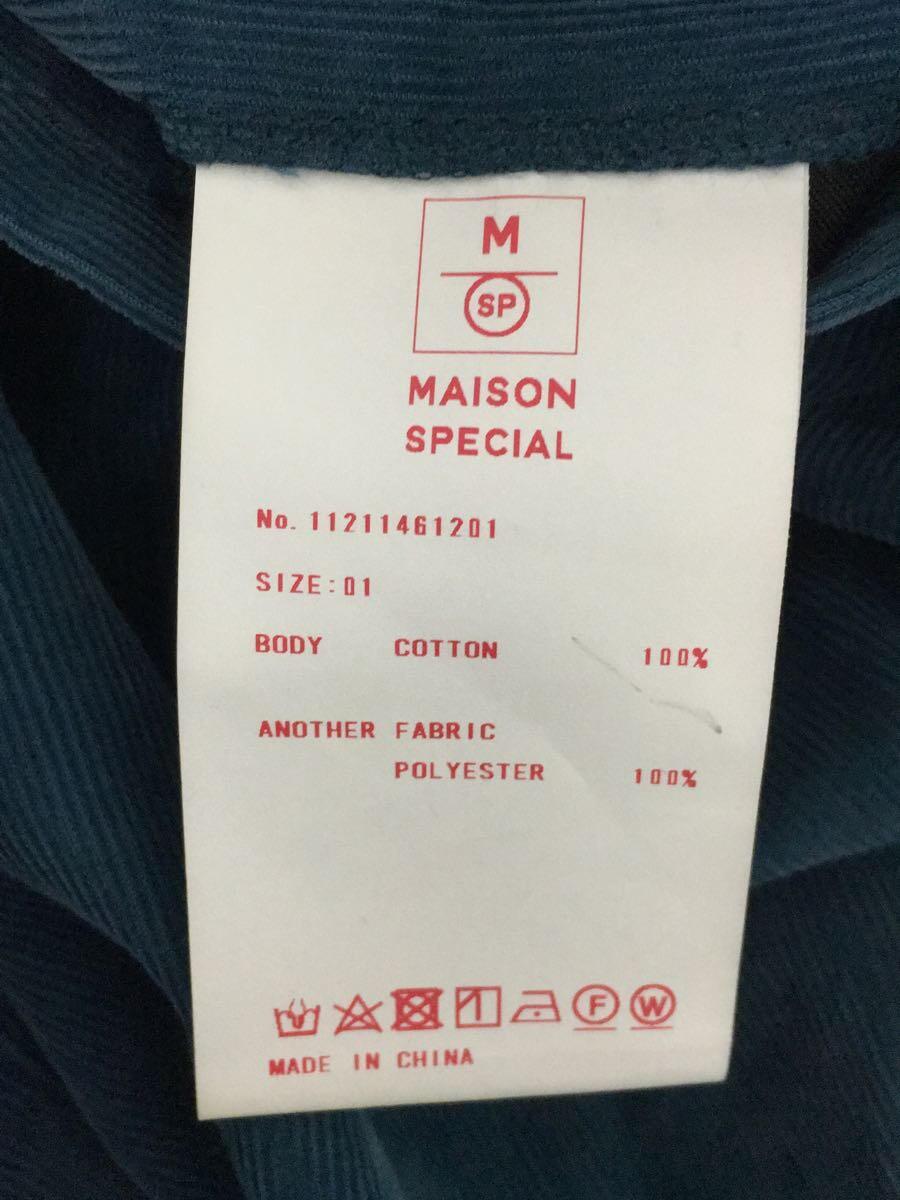 M
SP
MAISON
SPECIAL
No. 11211461201
SIZE:01
BODY COTTON 100%
ANOTHER FABRIC
POLYESTER 100%
F W
MADE IN CHINA